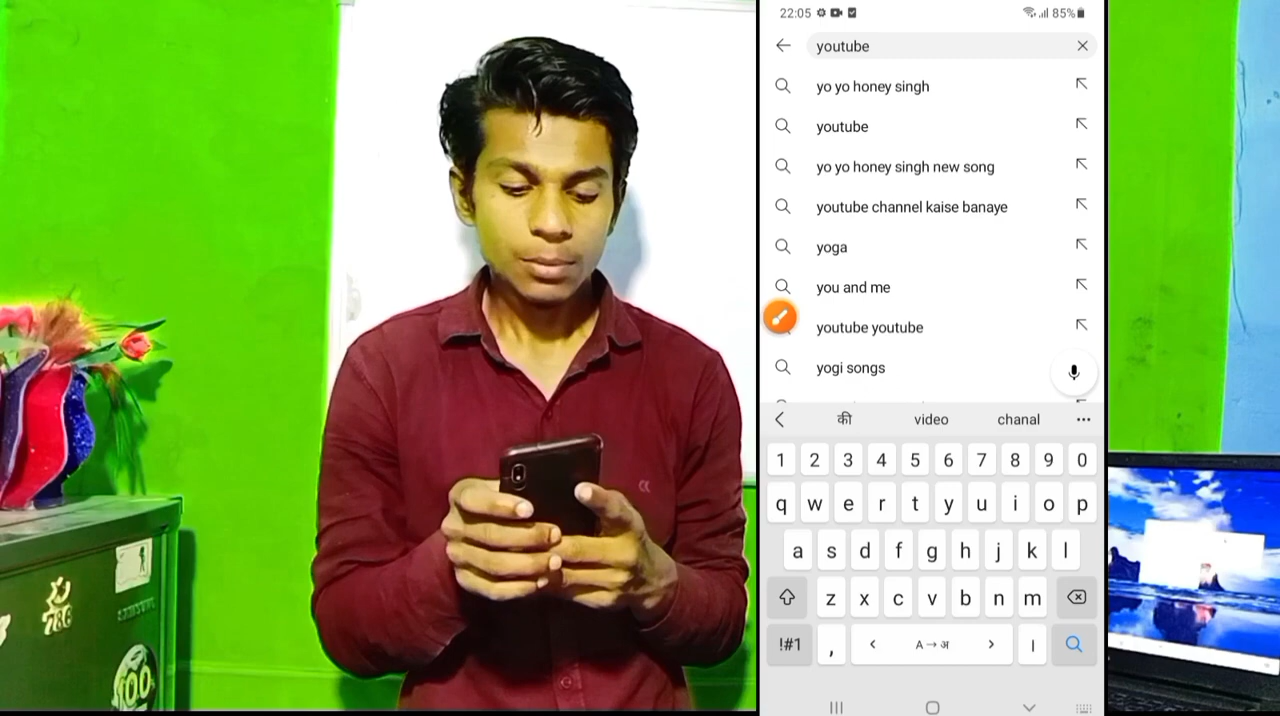 22:05
85%
youtube
yo yo honey singh
youtube
yo yo honey singh new song
youtube channel kaise banaye
yoga
you and me
youtube youtube
yogi songs
की video chanal
1 2 3 4 5 6 7 8 9 0
q w e r t y u i o p
a s d f g h j k l
z x c v b n m
!#1 , < A→अ > |
786
SAMSUNG
100